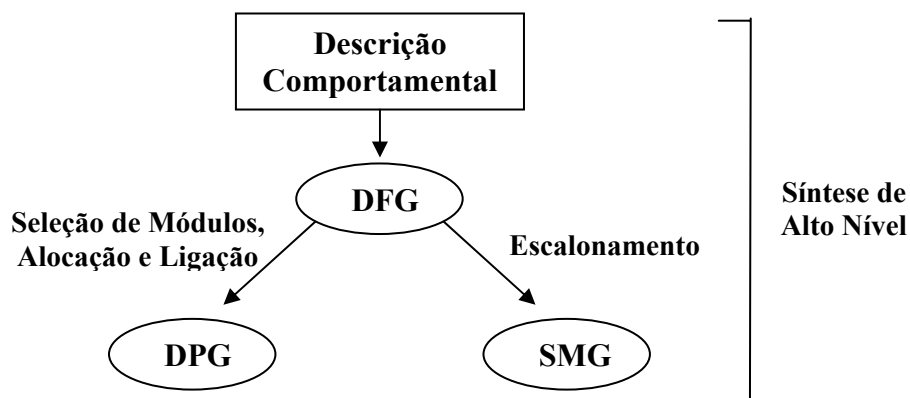 Descrição
Comportamental
DFG
Seleção de Módulos,
Alocação e Ligação
Escalonamento
Síntese de
Alto Nível
DPG
SMG